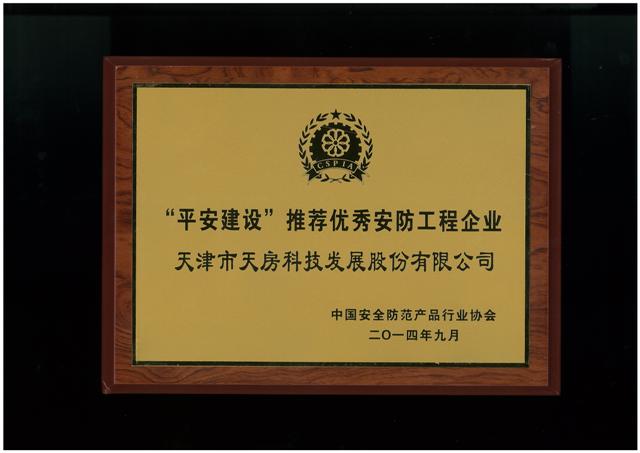 CSPIA
“平安建设”推荐优秀安防工程企业
天津市天房科技发展股份有限公司
中国安全防范产品行业协会
二〇一四年九月